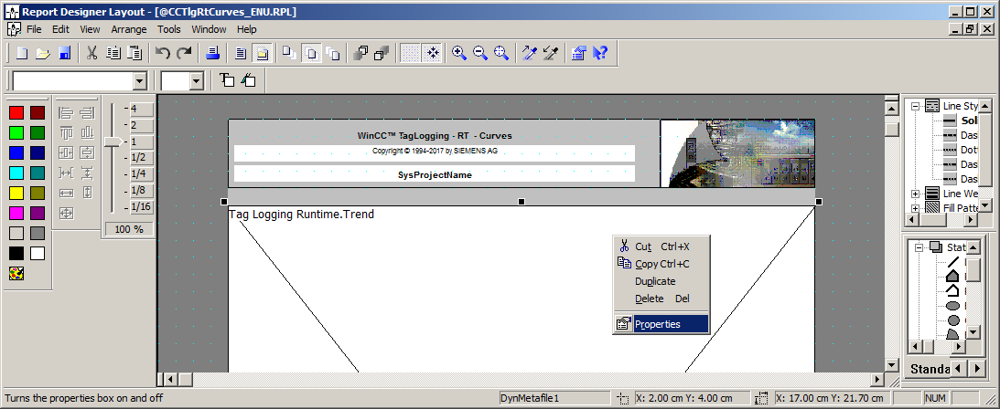 Report Designer Layout - [@CCTlgRtCurves_ENU.RPL]
File Edit View Arrange Tools Window Help
4
2
1
1/2
1/4
1/8
1/16
100 %
WinCC™ TagLogging - RT - Curves
Copyright © 1994-2017 by SIEMENS AG
SysProjectName
Tag Logging Runtime.Trend
Cut Ctrl+X
Copy Ctrl+C
Duplicate
Delete Del
Properties
Line Sty
Sol
Das
Dott
Das
Das
Line We
Fill Patt
Stat
Standa
Turns the properties box on and off
DynMetafile1
X: 2.00 cm Y: 4.00 cm
X: 17.00 cm Y: 21.70 cm
NUM